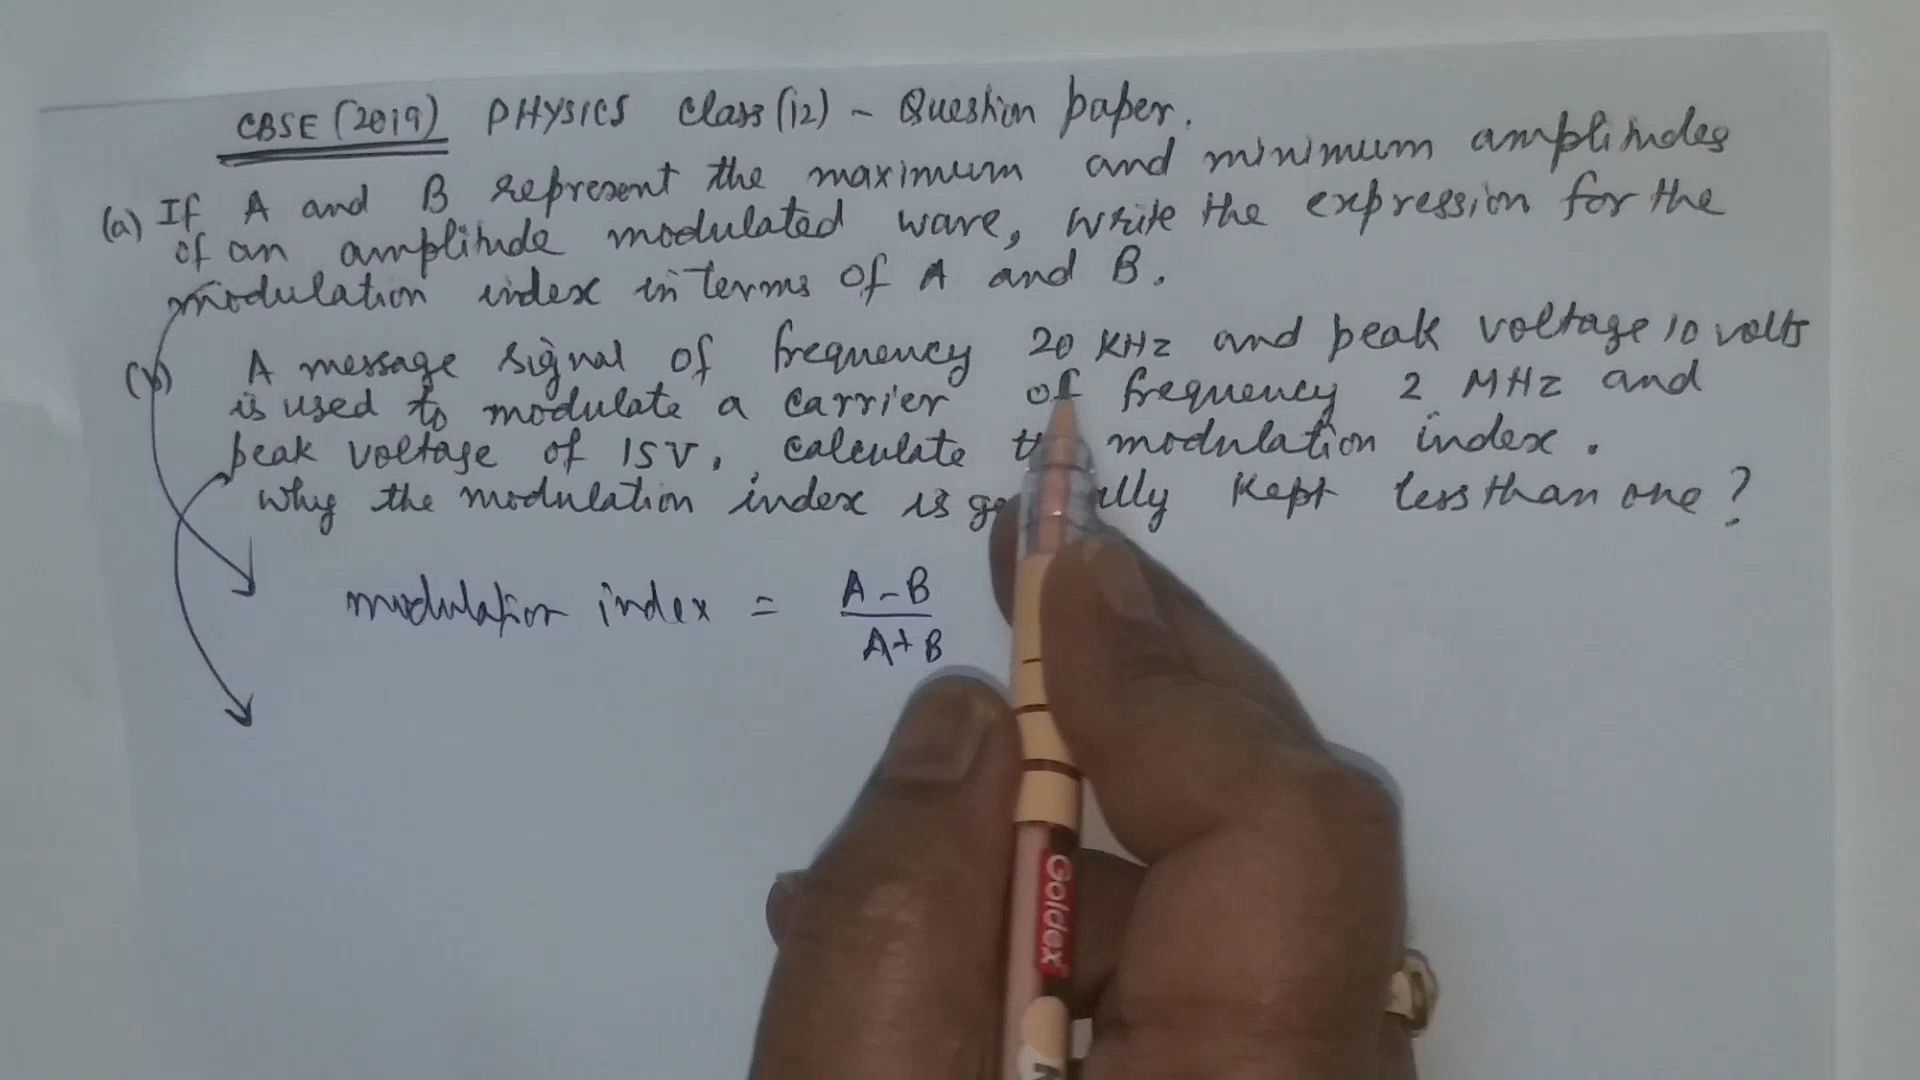 CBSE (2019) PHYSICS Class (12) - Question paper.
(a) If A and B represent the maximum and minimum amplitudes
of an amplitude modulated wave, write the expression for the
modulation index in terms of A and B.
(b) A message signal of frequency 20 KHz and peak voltage 10 volts
is used to modulate a carrier of frequency 2 MHz and
peak voltage of 15V. calculate modulation index.
Why the modulation index is kept less than one?
modulation index = A-B
A+B
Goldex